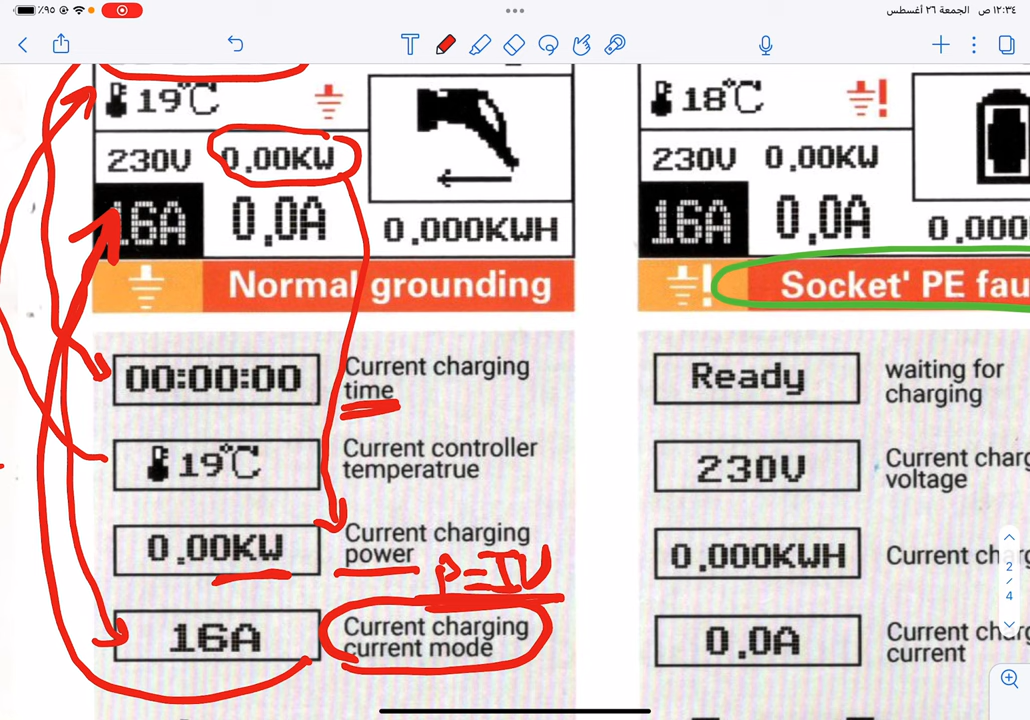 ٪٩٥
١٢:٣٤ ص الجمعة ٢٦ أغسطس
T
19℃
230V 0.00KW
16A 0.0A
0.000KWH
Normal grounding
18℃
230V 0.00KW
16A 0.0A
0.000
Socket' PE fau
00:00:00
Current charging
time
19℃
Current controller
temperatrue
0.00KW
Current charging
power
P=IV
16A
Current charging
current mode
Ready
waiting for
charging
230V
Current charg
voltage
0.000KWH
Current cha
0.0A
Current charg
current
2
/
4